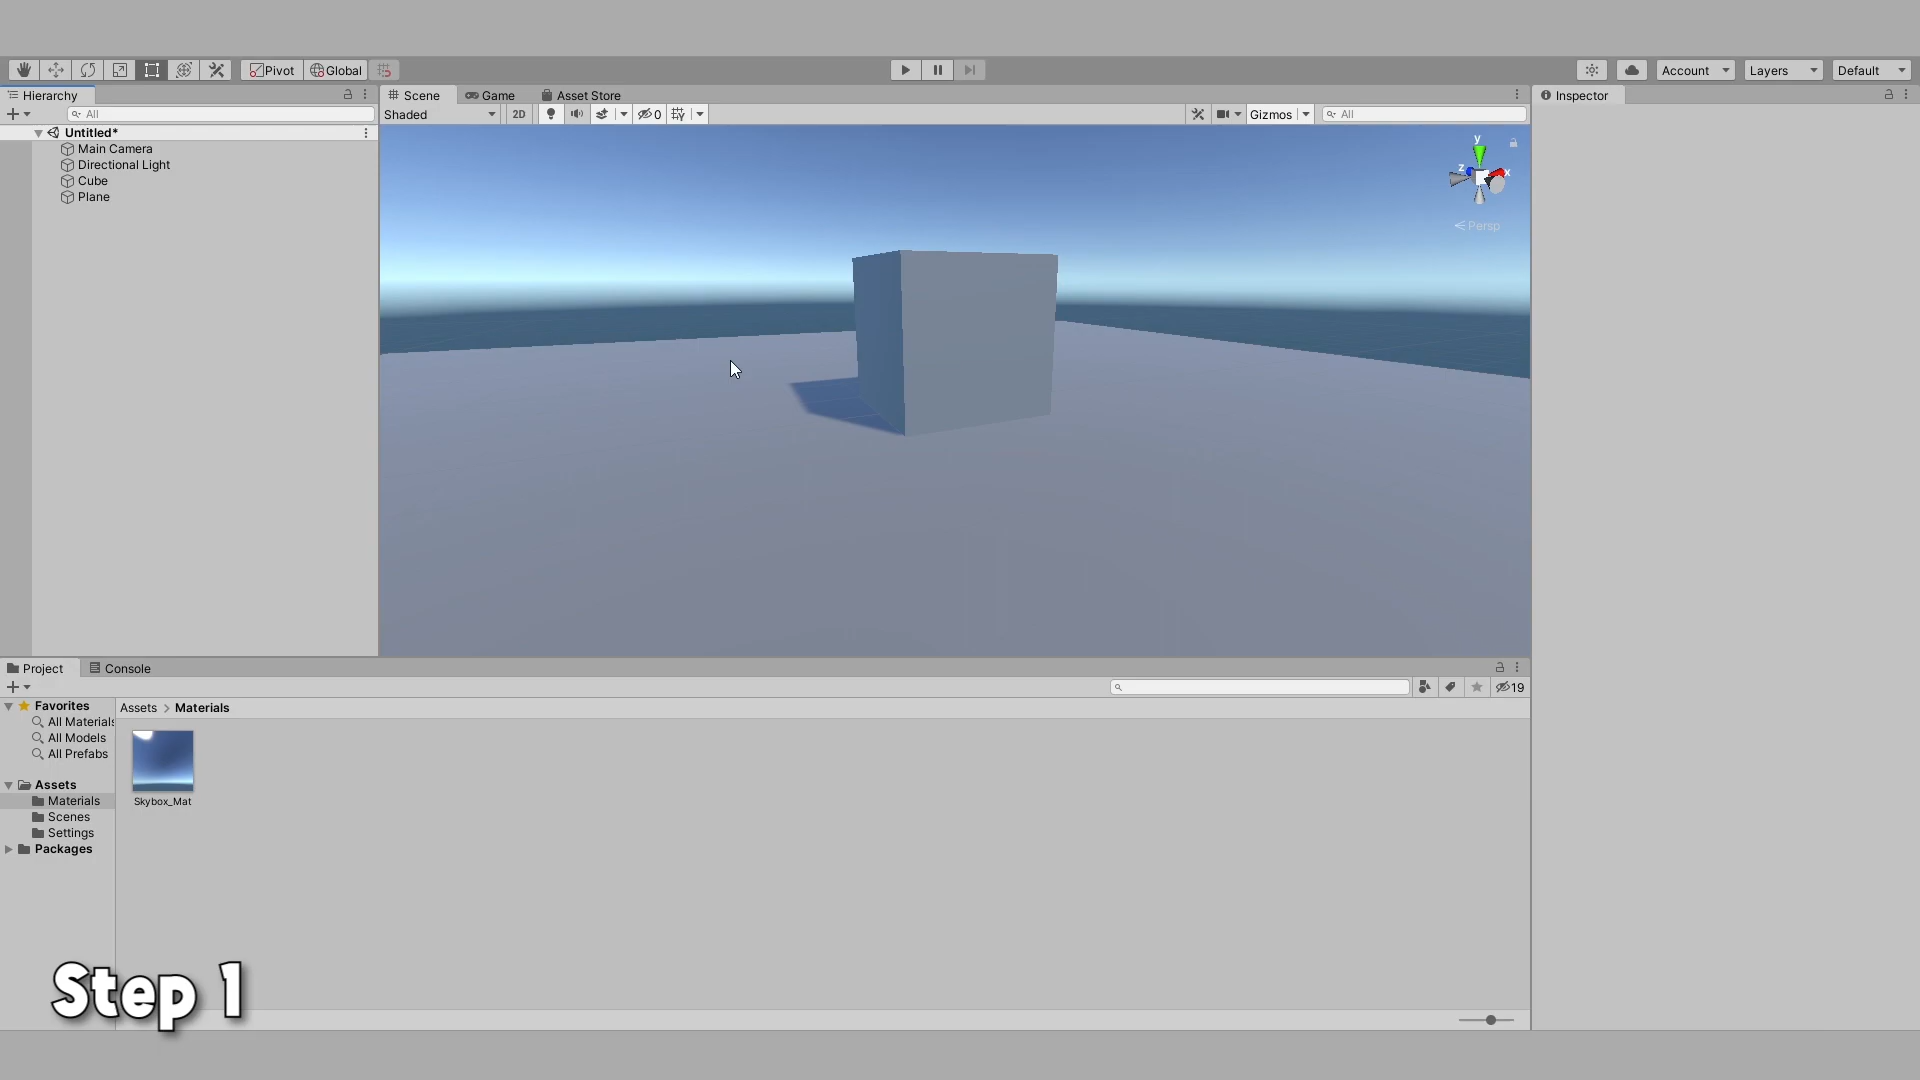 Pivot
Global
Account
Layers
Default
Hierarchy
All
Untitled*
Main Camera
Directional Light
Cube
Plane
Scene
Game
Asset Store
Shaded
2D
0
Gizmos
All
y
z
x
Persp
Inspector
Project
Console
19
Favorites
All Materials
All Models
All Prefabs
Assets
Materials
Scenes
Settings
Packages
Assets > Materials
Skybox_Mat
Step 1